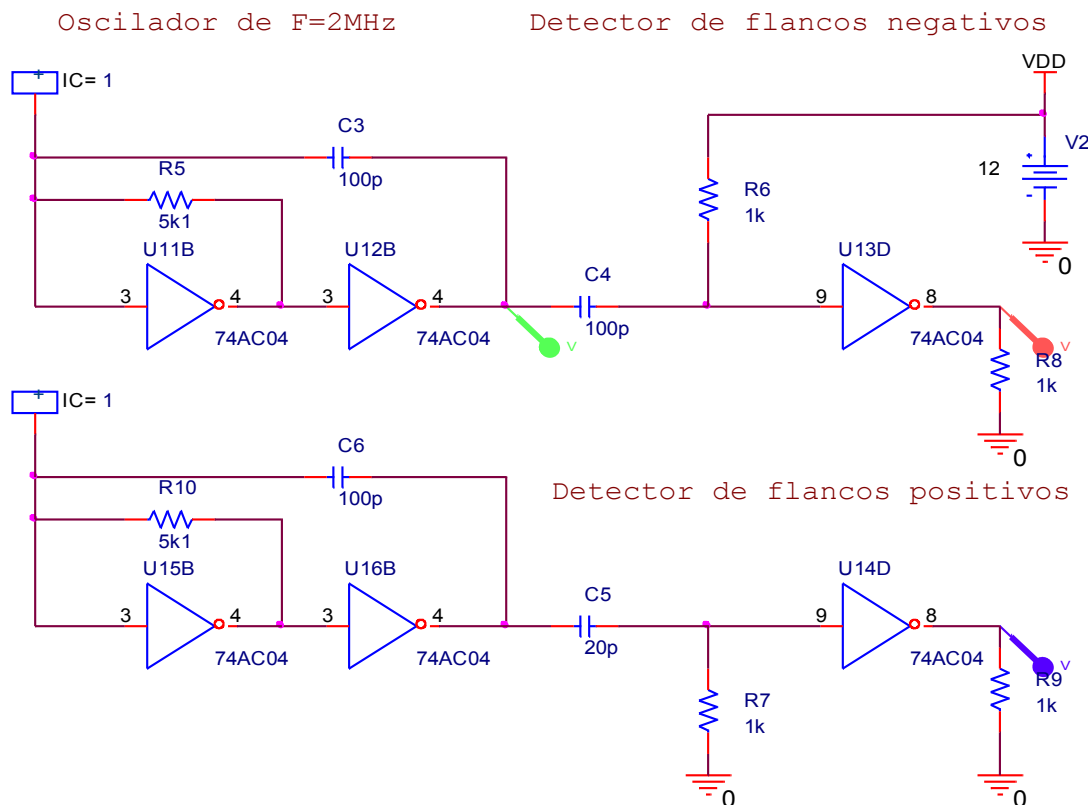 Oscilador de F=2MHz
Detector de flancos negativos
VDD
+
IC= 1
C3
100p
V2
+
12
-
0
R5
5k1
R6
1k
U11B
3
4
74AC04
U12B
3
4
74AC04
C4
100p
U13D
9
8
74AC04
V
V
R8
1k
0
+
IC= 1
C6
100p
Detector de flancos positivos
R10
5k1
U15B
3
4
74AC04
U16B
3
4
74AC04
C5
20p
U14D
9
8
74AC04
V
R7
1k
R9
1k
0
0